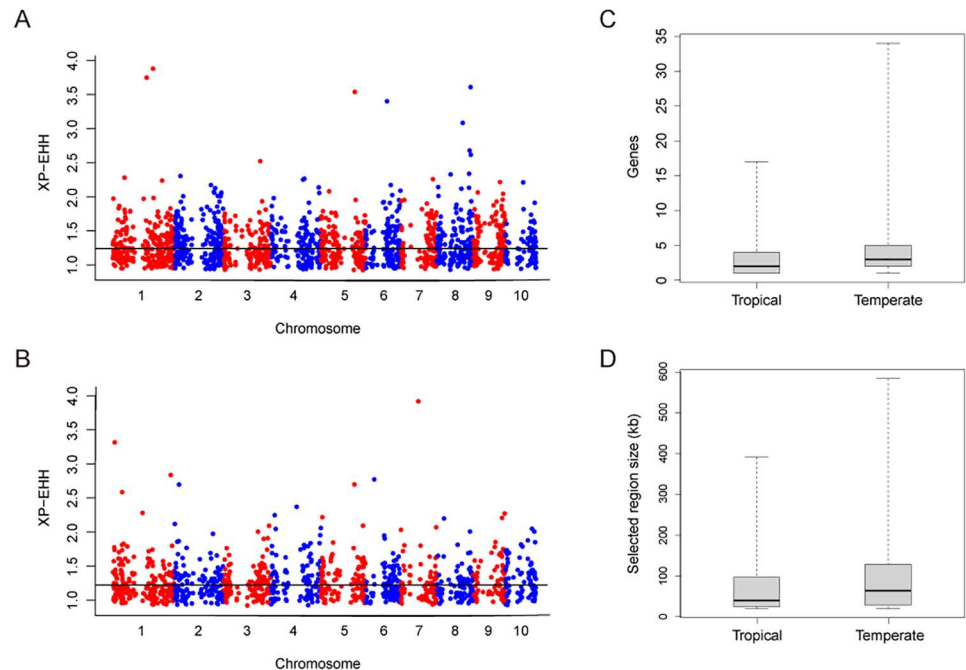 A
XP−EHH
4.0
3.5
3.0
2.5
2.0
1.5
1.0
1 2 3 4 5 6 7 8 9 10
Chromosome
B
XP−EHH
4.0
3.5
3.0
2.5
2.0
1.5
1.0
1 2 3 4 5 6 7 8 9 10
Chromosome
C
Genes
35
30
25
20
15
10
5
0
Tropical Temperate
D
Selected region size (kb)
600
500
400
300
200
100
0
Tropical Temperate